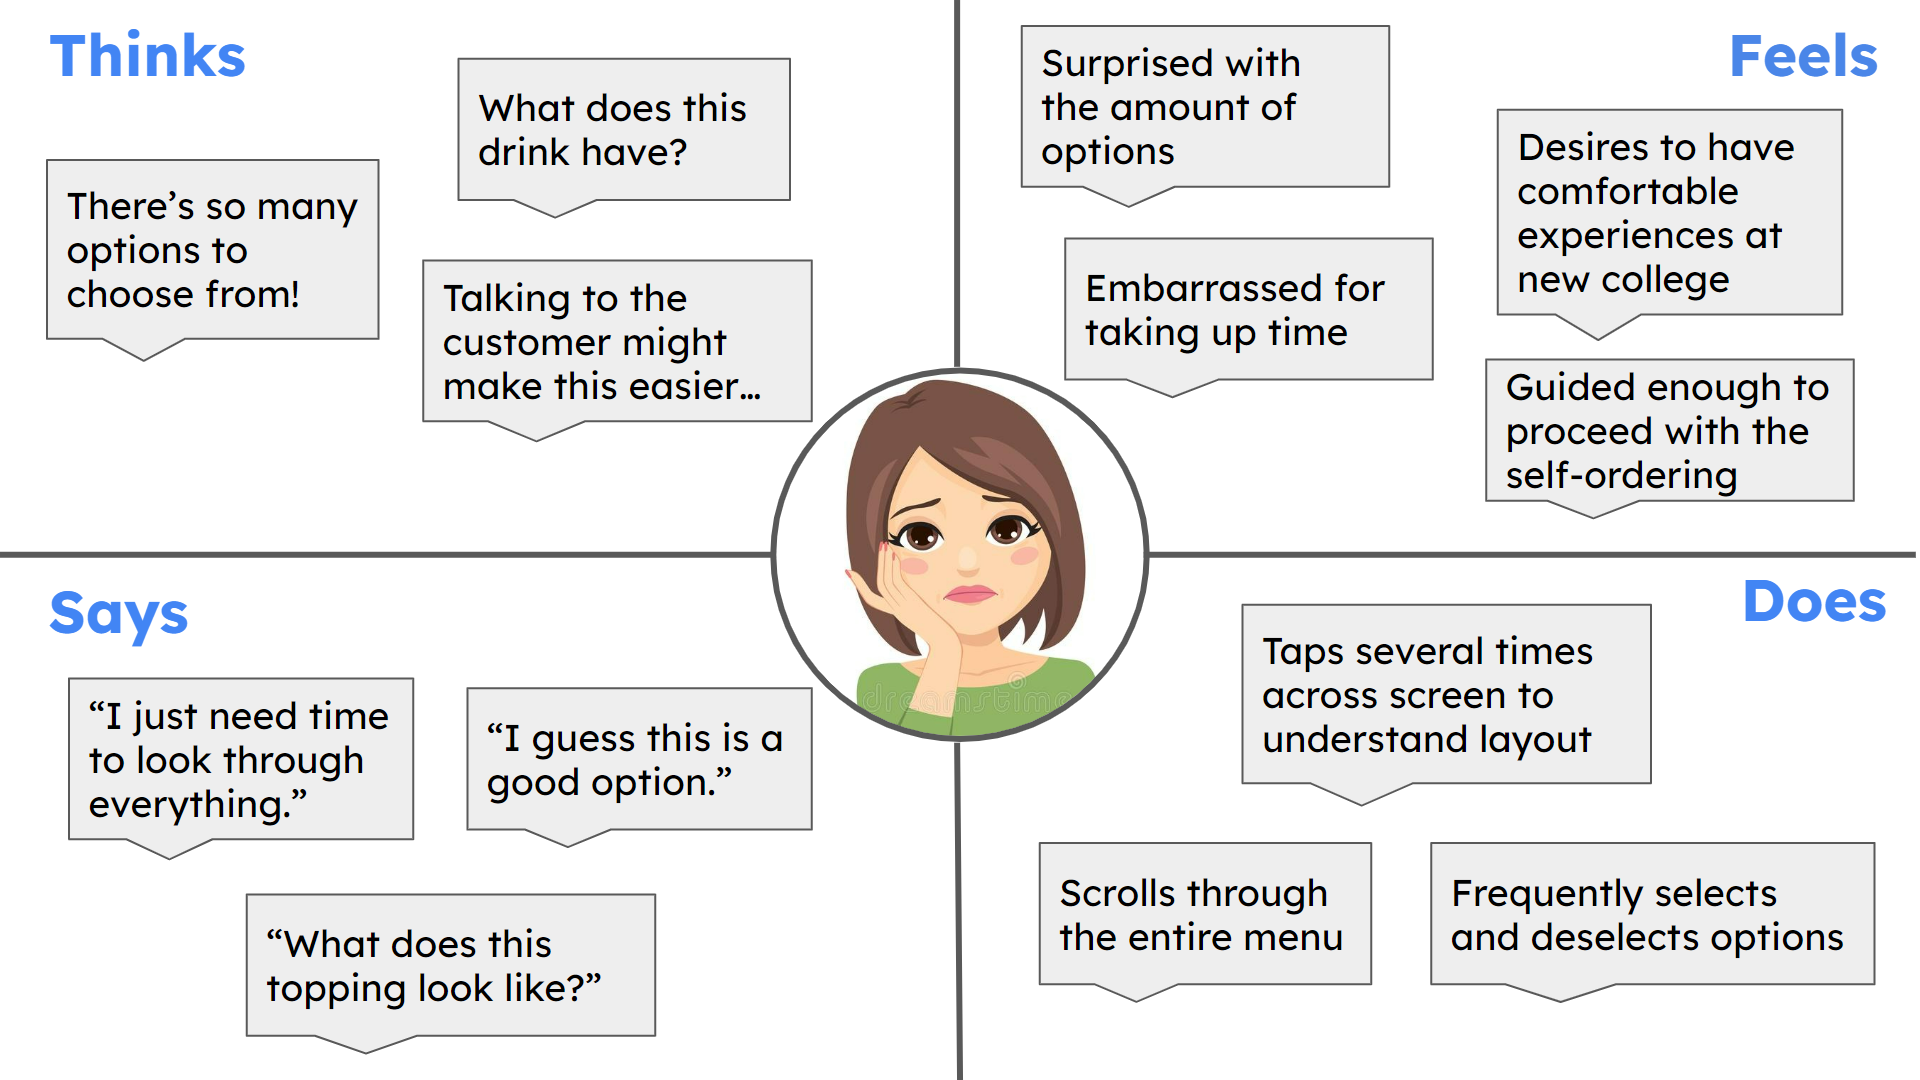 Thinks
What does this
drink have?
There’s so many
options to
choose from!
Talking to the
customer might
make this easier...
Feels
Surprised with
the amount of
options
Desires to have
comfortable
experiences at
new college
Embarrassed for
taking up time
Guided enough to
proceed with the
self-ordering
Says
“I just need time
to look through
everything.”
“I guess this is a
good option.”
“What does this
topping look like?”
Does
Taps several times
across screen to
understand layout
Scrolls through
the entire menu
Frequently selects
and deselects options
dreamstime